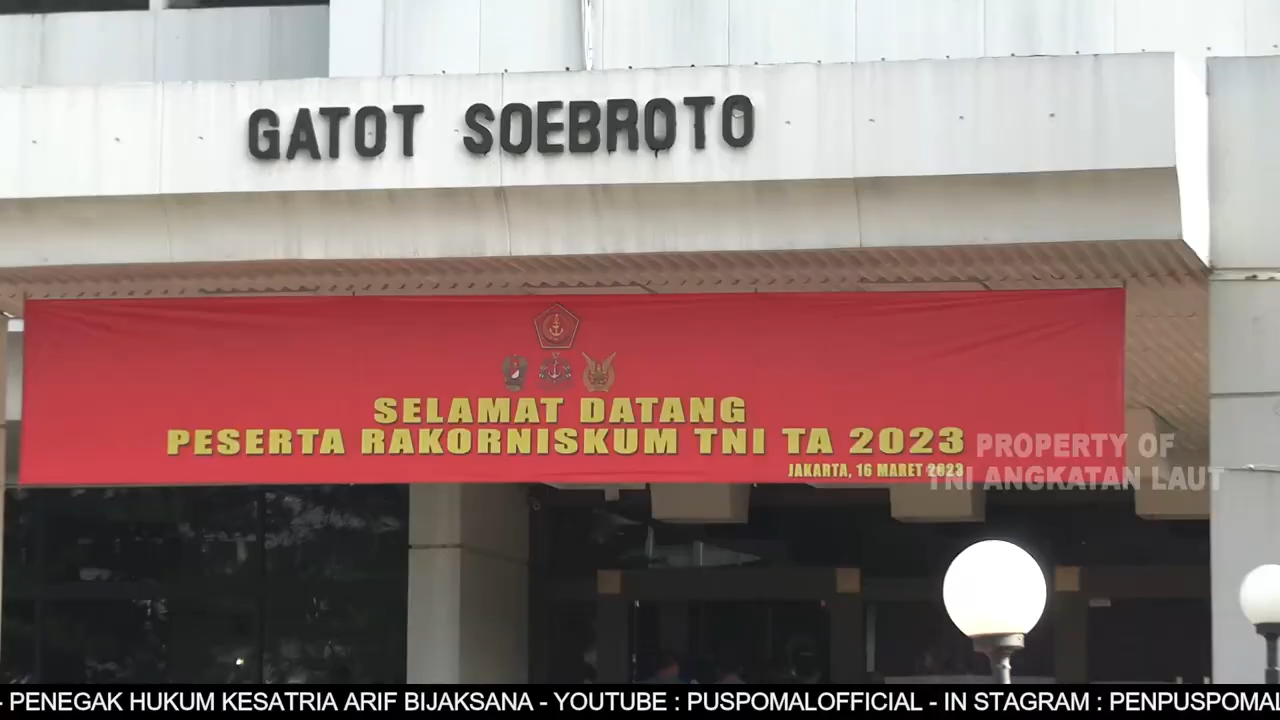 GATOT SOEBROTO
SELAMAT DATANG
PESERTA RAKORNISKUM TNI TA 2023
JAKARTA, 16 MARET 2023
PROPERTY OF
TNI ANGKATAN LAUT
- PENEGAK HUKUM KESATRIA ARIF BIJAKSANA - YOUTUBE : PUSPOMALOFFICIAL - IN STAGRAM : PENPUSPOMAL